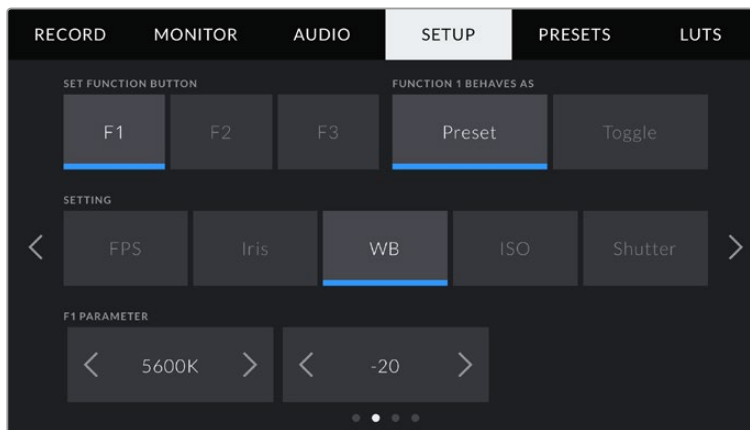 RECORD MONITOR AUDIO SETUP PRESETS LUTS
SET FUNCTION BUTTON FUNCTION 1 BEHAVES AS
F1 F2 F3 Preset Toggle
SETTING
FPS Iris WB ISO Shutter
F1 PARAMETER
5600K -20